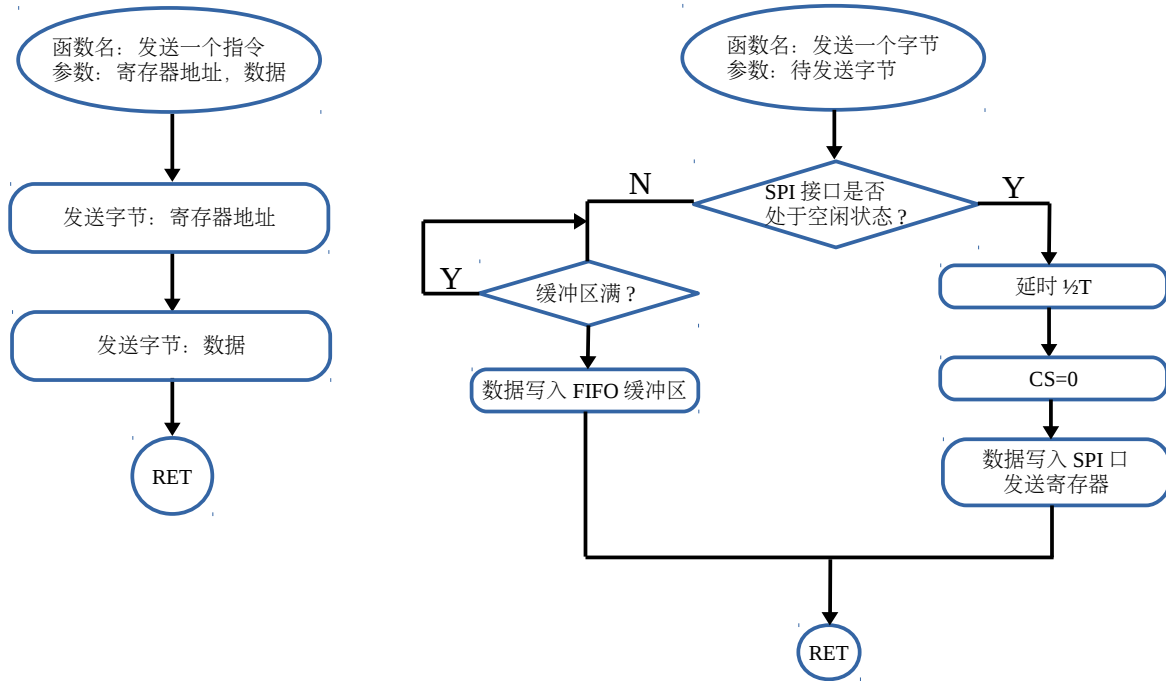 函数名：发送一个指令
参数：寄存器地址，数据
发送字节：寄存器地址
发送字节：数据
RET
函数名：发送一个字节
参数：待发送字节
SPI 接口是否
处于空闲状态 ?
N
Y
缓冲区满 ?
Y
数据写入 FIFO 缓冲区
延时 ½T
CS=0
数据写入 SPI 口
发送寄存器
RET